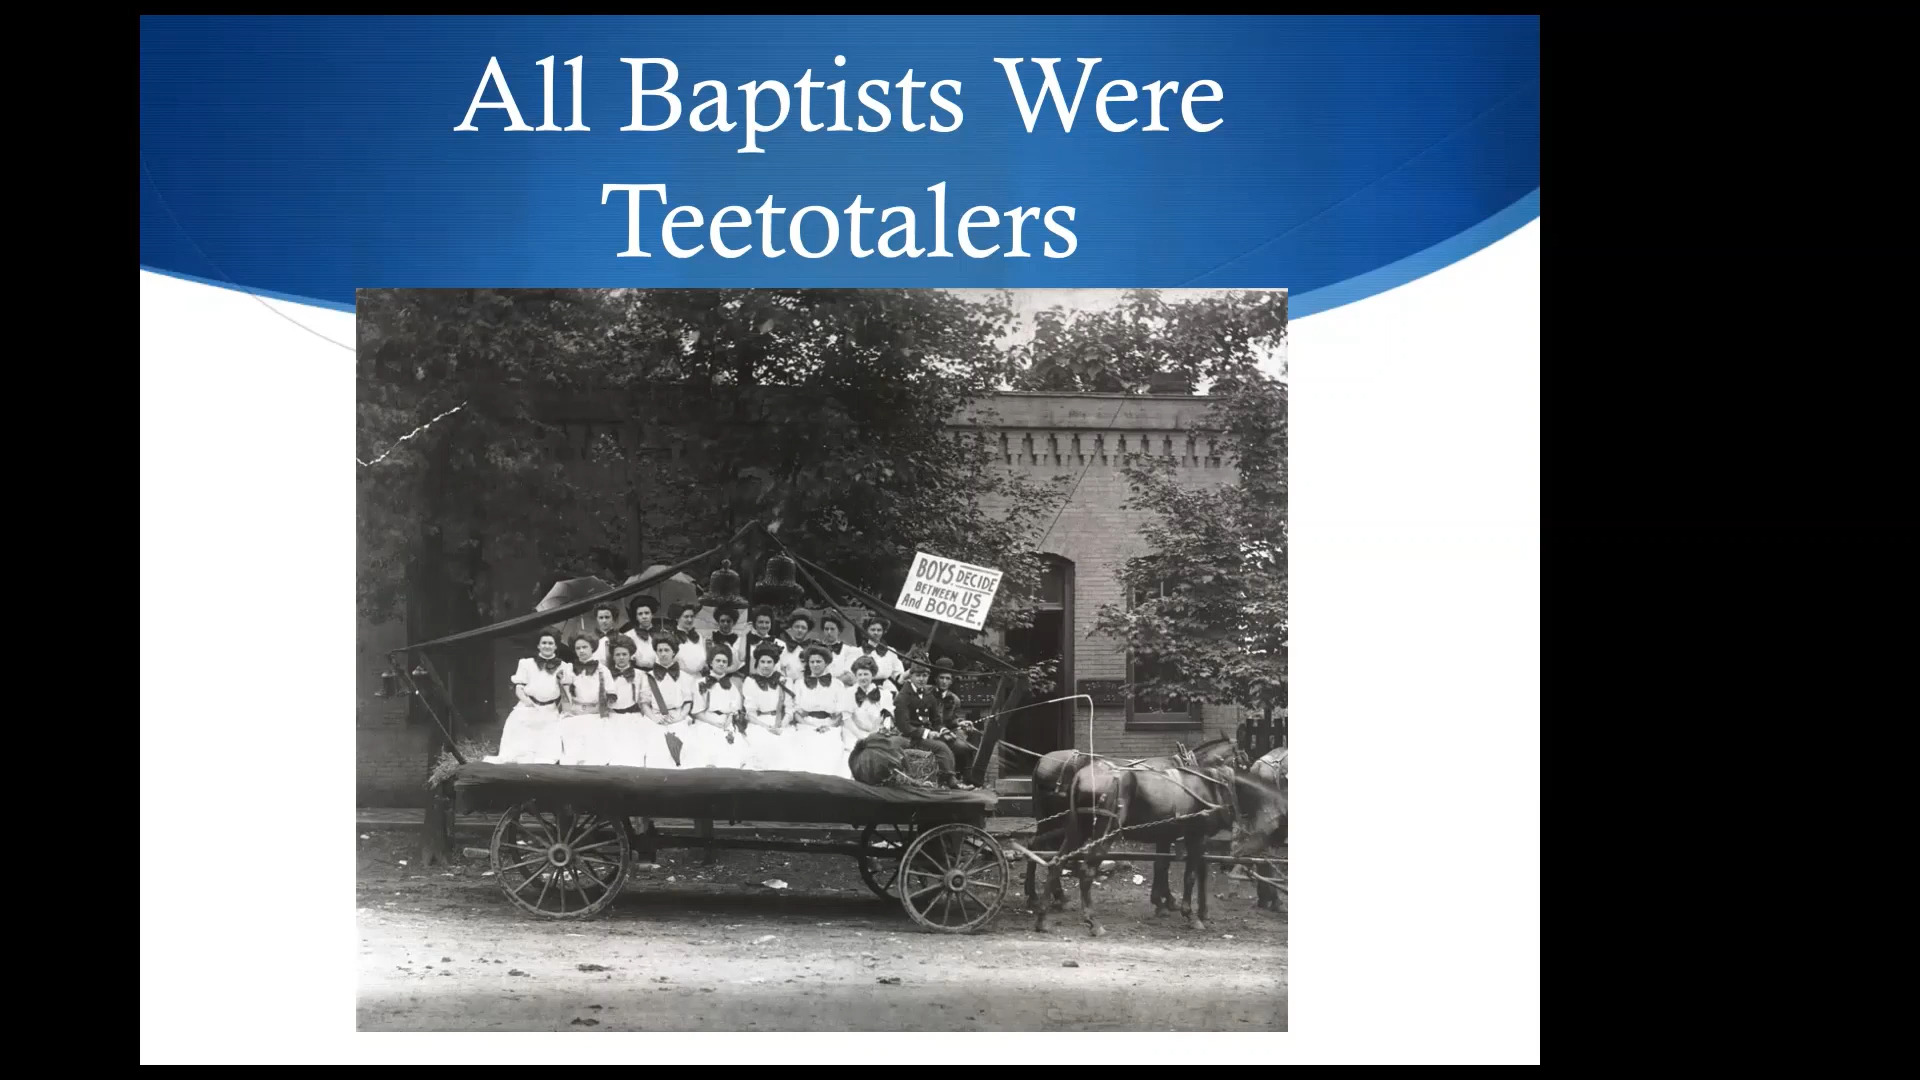 All Baptists Were
Teetotalers
BOYS DECIDE
BETWEEN US
And BOOZE.